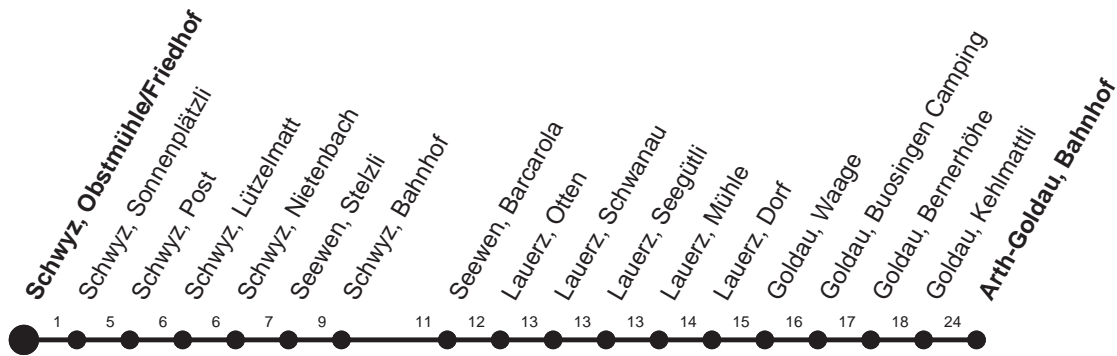 Schwyz, Obstmühle/Friedhof
Schwyz, Sonnenplätzli
Schwyz, Post
Schwyz, Lützelmatt
Schwyz, Nietenbach
Seewen, Stelzli
Schwyz, Bahnhof
Seewen, Barcarola
Lauerz, Otten
Lauerz, Schwanau
Lauerz, Seegütli
Lauerz, Mühle
Lauerz, Dorf
Goldau, Waage
Goldau, Buosingen Camping
Goldau, Bernerhöhe
Goldau, Kehlmattli
Arth-Goldau, Bahnhof
1 5 6 6 7 9 11 12 13 13 13 14 15 16 17 18 24